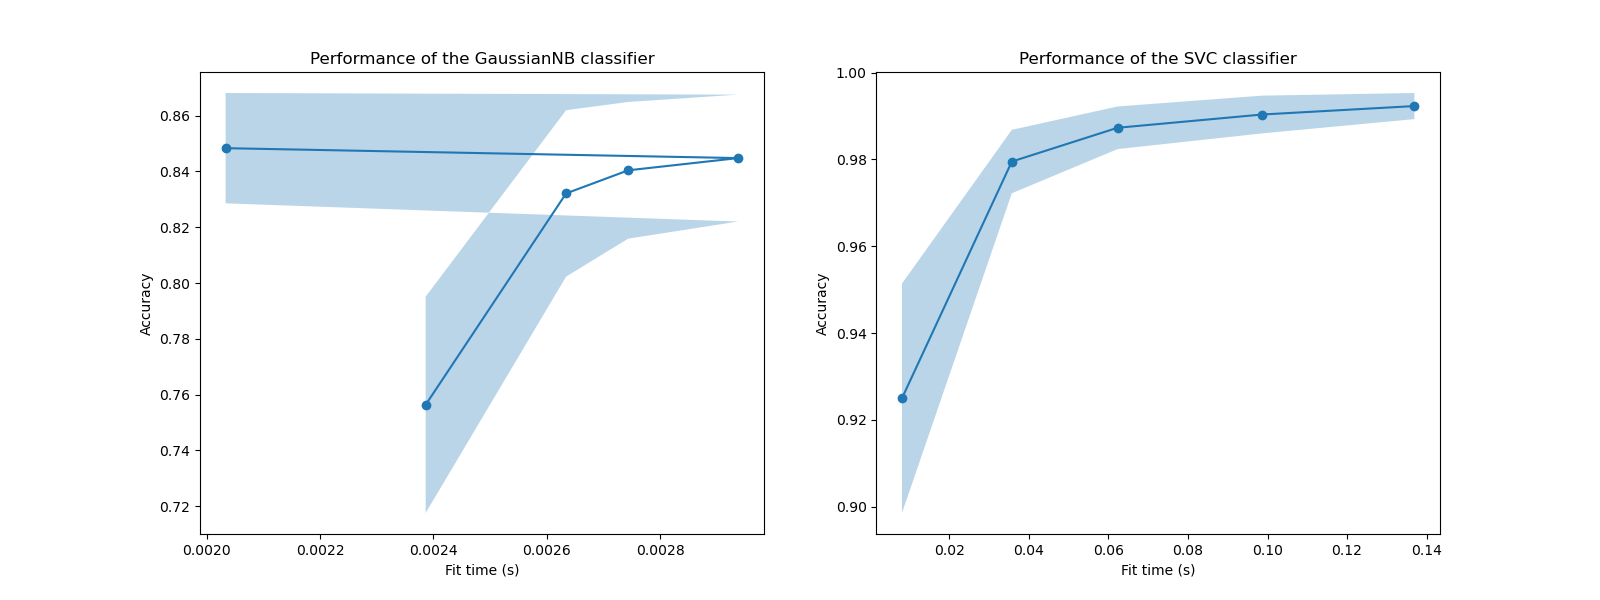 Performance of the GaussianNB classifier
Accuracy
0.86
0.84
0.82
0.80
0.78
0.76
0.74
0.72
0.0020 0.0022 0.0024 0.0026 0.0028
Fit time (s)
Performance of the SVC classifier
Accuracy
1.00
0.98
0.96
0.94
0.92
0.90
0.02 0.04 0.06 0.08 0.10 0.12 0.14
Fit time (s)